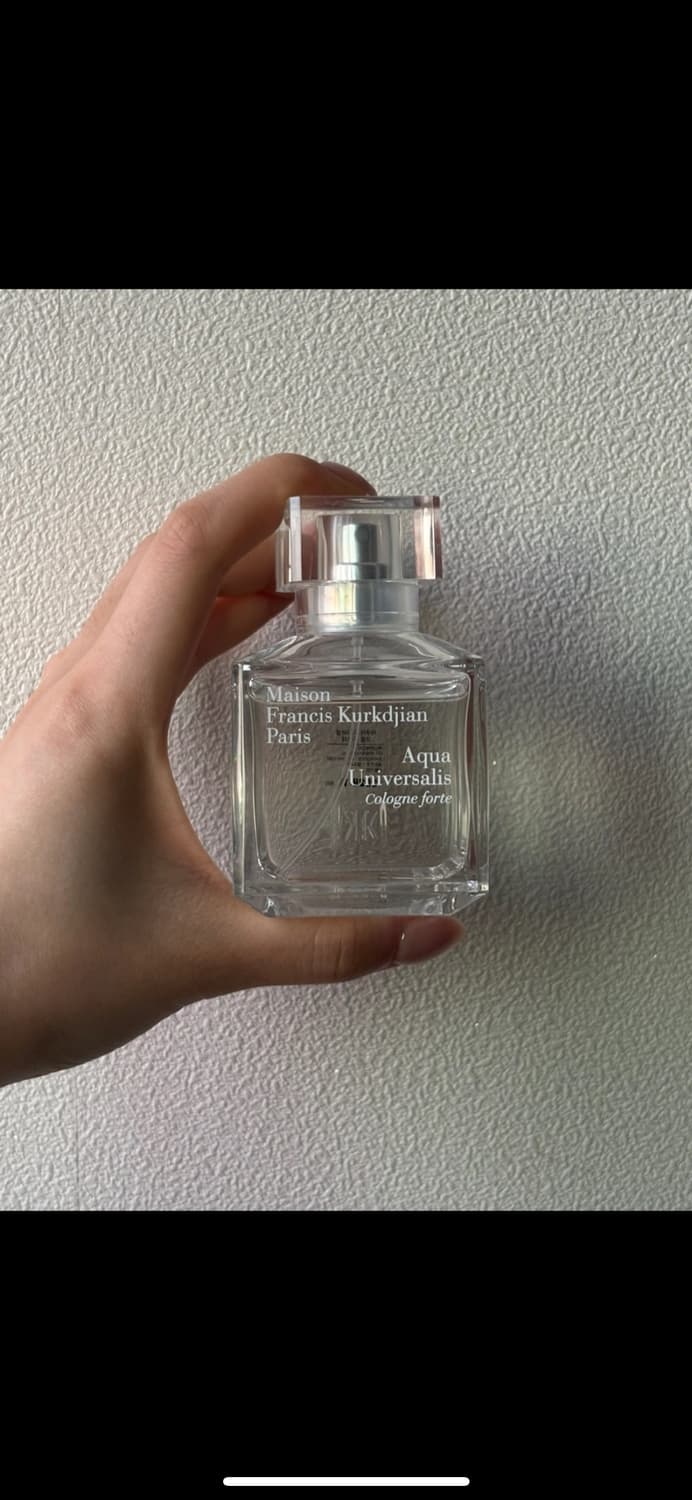 Maison
Francis Kurkdjian
Paris
Aqua
Universalis
Cologne forte